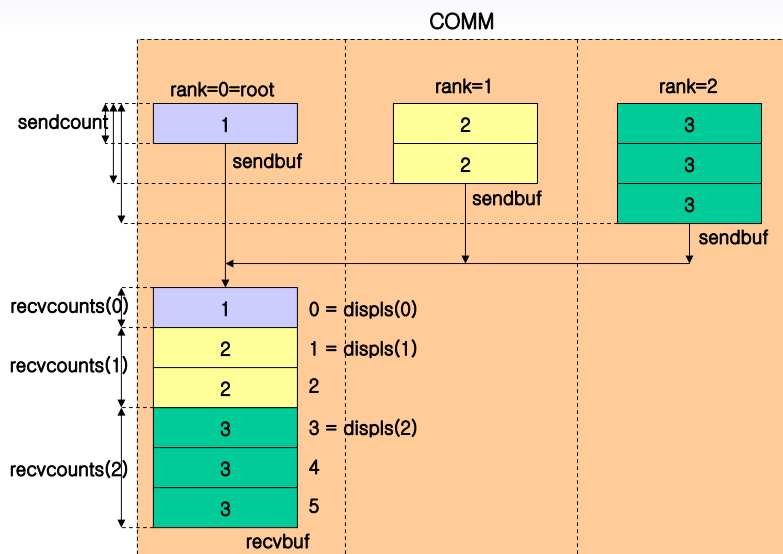 COMM
rank=0=root
rank=1
rank=2
sendcount
1
2
3
2
3
3
sendbuf
sendbuf
sendbuf
recvcounts(0)
1
0 = displs(0)
recvcounts(1)
2
1 = displs(1)
2
2
recvcounts(2)
3
3 = displs(2)
3
4
3
5
recvbuf